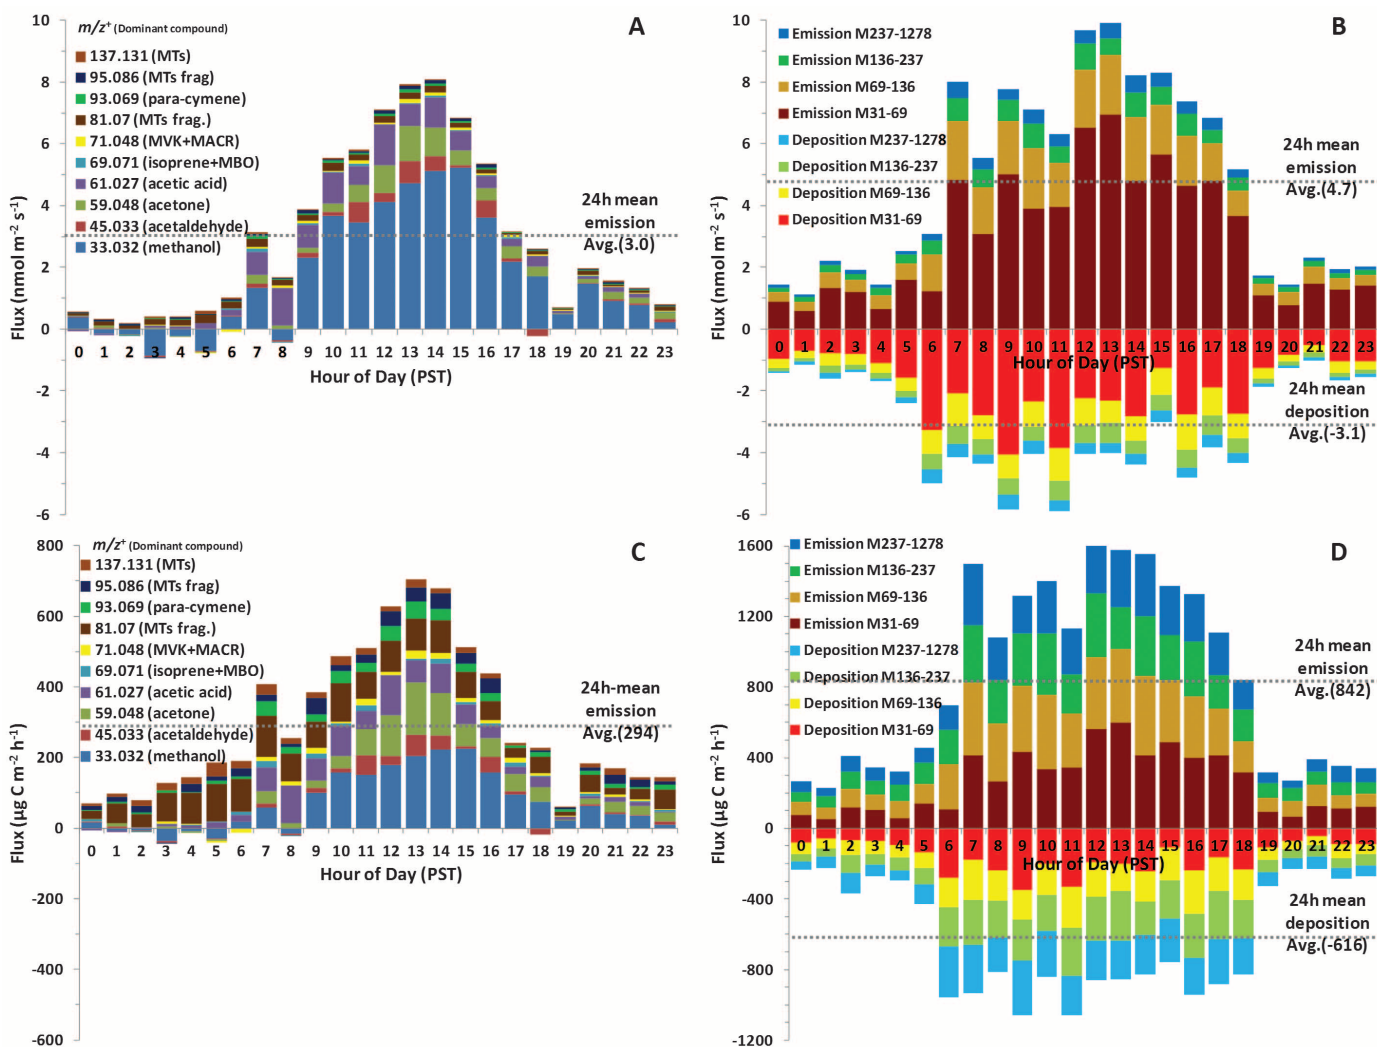 A
m/z⁺ (Dominant compound)
137.131 (MTs)
95.086 (MTs frag)
93.069 (para-cymene)
81.07 (MTs frag.)
71.048 (MVK+MACR)
69.071 (isoprene+MBO)
61.027 (acetic acid)
59.048 (acetone)
45.033 (acetaldehyde)
33.032 (methanol)
24h mean
emission
Avg.(3.0)
Flux (nmol m⁻² s⁻¹)
10
8
6
4
2
0
-2
-4
-6
0 1 2 3 4 5 6 7 8 9 10 11 12 13 14 15 16 17 18 19 20 21 22 23
Hour of Day (PST)
B
Emission M237-1278
Emission M136-237
Emission M69-136
Emission M31-69
Deposition M237-1278
Deposition M136-237
Deposition M69-136
Deposition M31-69
24h mean
emission
Avg.(4.7)
Flux (nmol m⁻² s⁻¹)
10
8
6
4
2
0
-2
-4
-6
0 1 2 3 4 5 6 7 8 9 10 11 12 13 14 15 16 17 18 19 20 21 22 23
Hour of Day (PST)
24h mean
deposition
Avg.(-3.1)
C
m/z⁺ (Dominant compound)
137.131 (MTs)
95.086 (MTs frag)
93.069 (para-cymene)
81.07 (MTs frag.)
71.048 (MVK+MACR)
69.071 (isoprene+MBO)
61.027 (acetic acid)
59.048 (acetone)
45.033 (acetaldehyde)
33.032 (methanol)
24h-mean
emission
Avg.(294)
Flux (µg C m⁻² h⁻¹)
800
600
400
200
0
-200
-400
-600
0 1 2 3 4 5 6 7 8 9 10 11 12 13 14 15 16 17 18 19 20 21 22 23
Hour of Day (PST)
D
Emission M237-1278
Emission M136-237
Emission M69-136
Emission M31-69
Deposition M237-1278
Deposition M136-237
Deposition M69-136
Deposition M31-69
24h mean
emission
Avg.(842)
Flux (µg C m⁻² h⁻¹)
1600
1200
800
400
0
-400
-800
-1200
0 1 2 3 4 5 6 7 8 9 10 11 12 13 14 15 16 17 18 19 20 21 22 23
Hour of Day (PST)
24h mean
deposition
Avg.(-616)